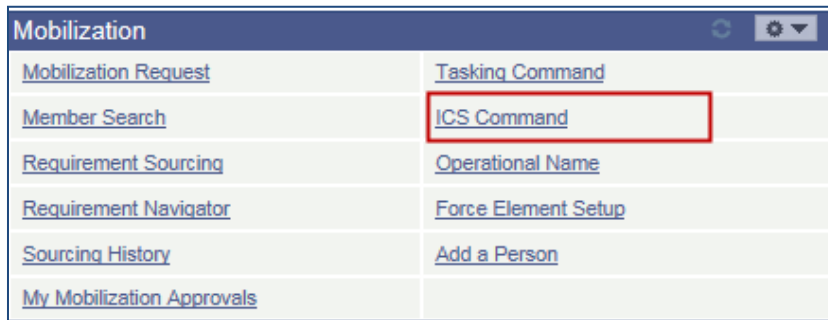 Mobilization
Mobilization Request
Tasking Command
Member Search
ICS Command
Requirement Sourcing
Operational Name
Requirement Navigator
Force Element Setup
Sourcing History
Add a Person
My Mobilization Approvals